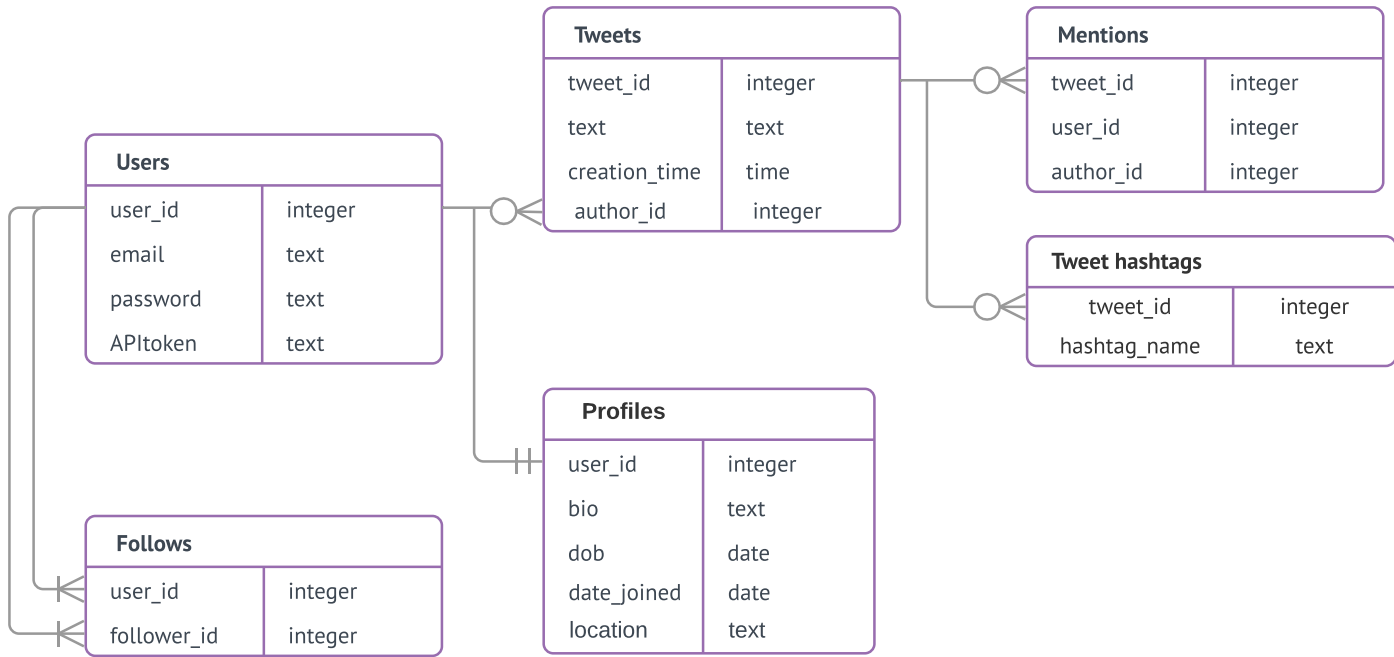 Tweets
tweet_id integer
text text
creation_time time
author_id integer
Mentions
tweet_id integer
user_id integer
author_id integer
Users
user_id integer
email text
password text
APItoken text
Tweet hashtags
tweet_id integer
hashtag_name text
Profiles
user_id integer
bio text
dob date
date_joined date
location text
Follows
user_id integer
follower_id integer